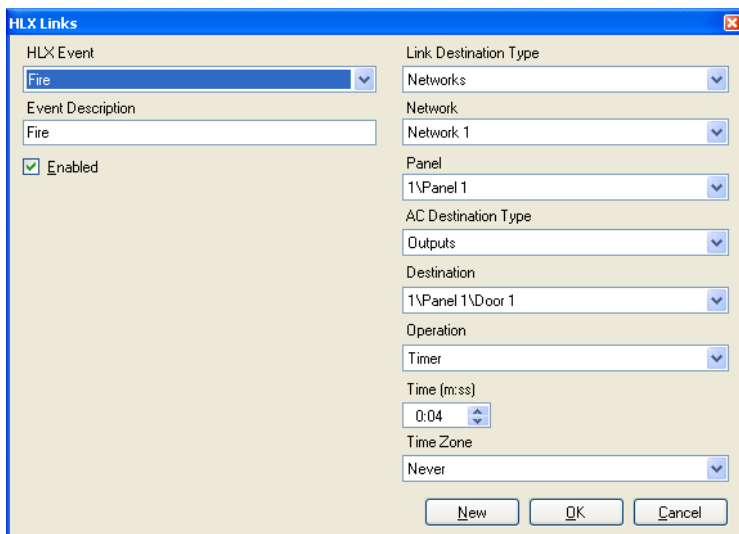 HLX Links
HLX Event
Fire
Event Description
Fire
Enabled
Link Destination Type
Networks
Network
Network 1
Panel
1\Panel 1
AC Destination Type
Outputs
Destination
1\Panel 1\Door 1
Operation
Timer
Time (m:ss)
0:04
Time Zone
Never
New OK Cancel